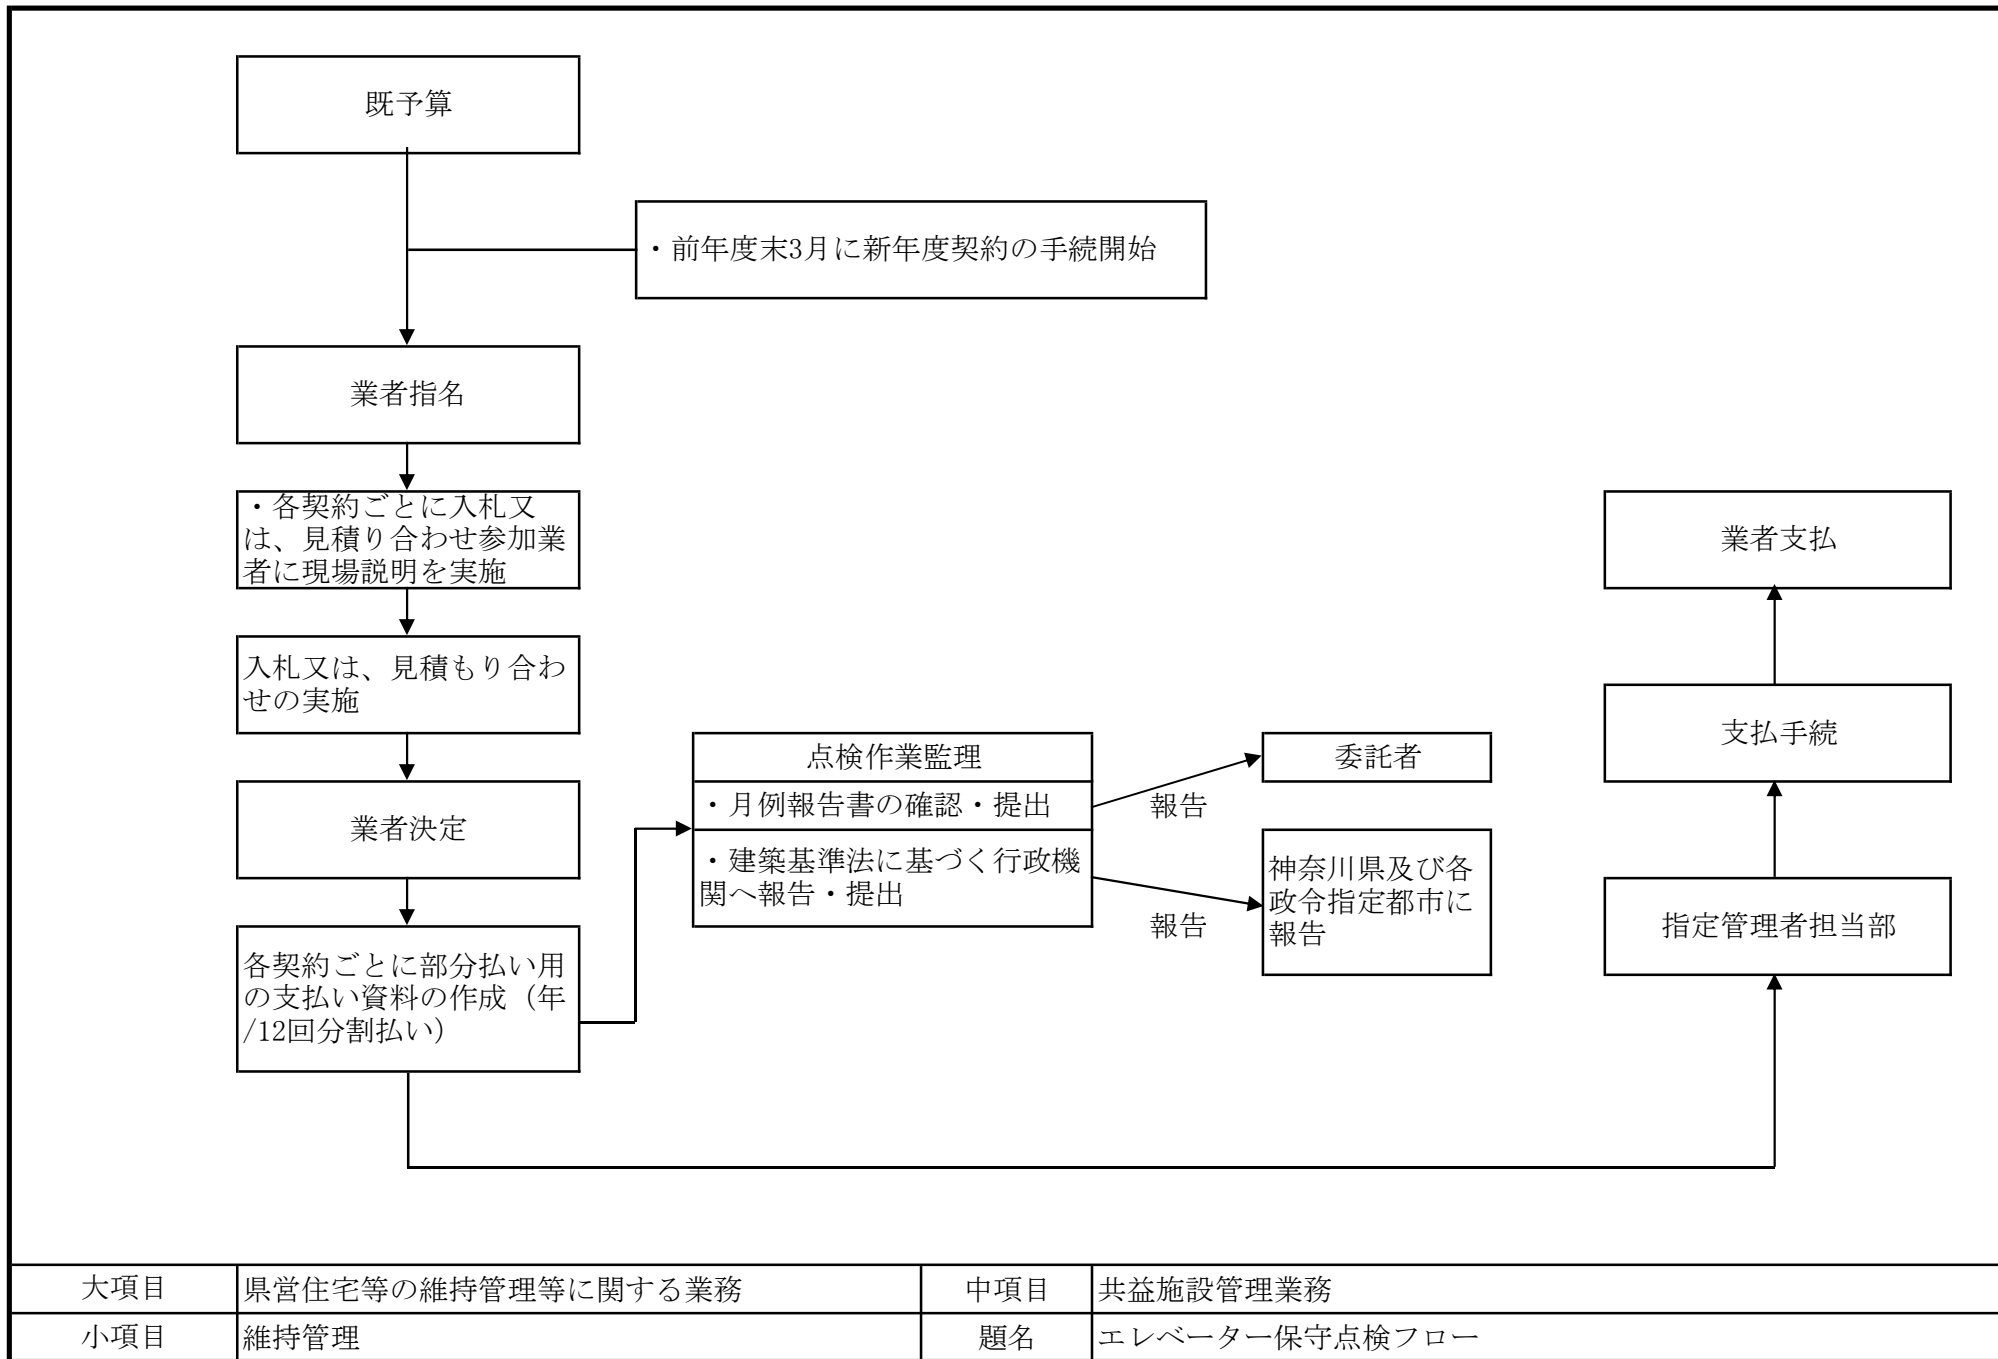 既予算
・前年度末3月に新年度契約の手続開始
業者指名
・各契約ごとに入札又
は、見積り合わせ参加業
者に現場説明を実施
入札又は、見積もり合わ
せの実施
業者決定
各契約ごとに部分払い用
の支払い資料の作成（年
/12回分割払い）
点検作業監理
・月例報告書の確認・提出
・建築基準法に基づく行政機
関へ報告・提出
報告
報告
委託者
神奈川県及び各
政令指定都市に
報告
業者支払
支払手続
指定管理者担当部
大項目
県営住宅等の維持管理等に関する業務
中項目
共益施設管理業務
小項目
維持管理
題名
エレベーター保守点検フロー